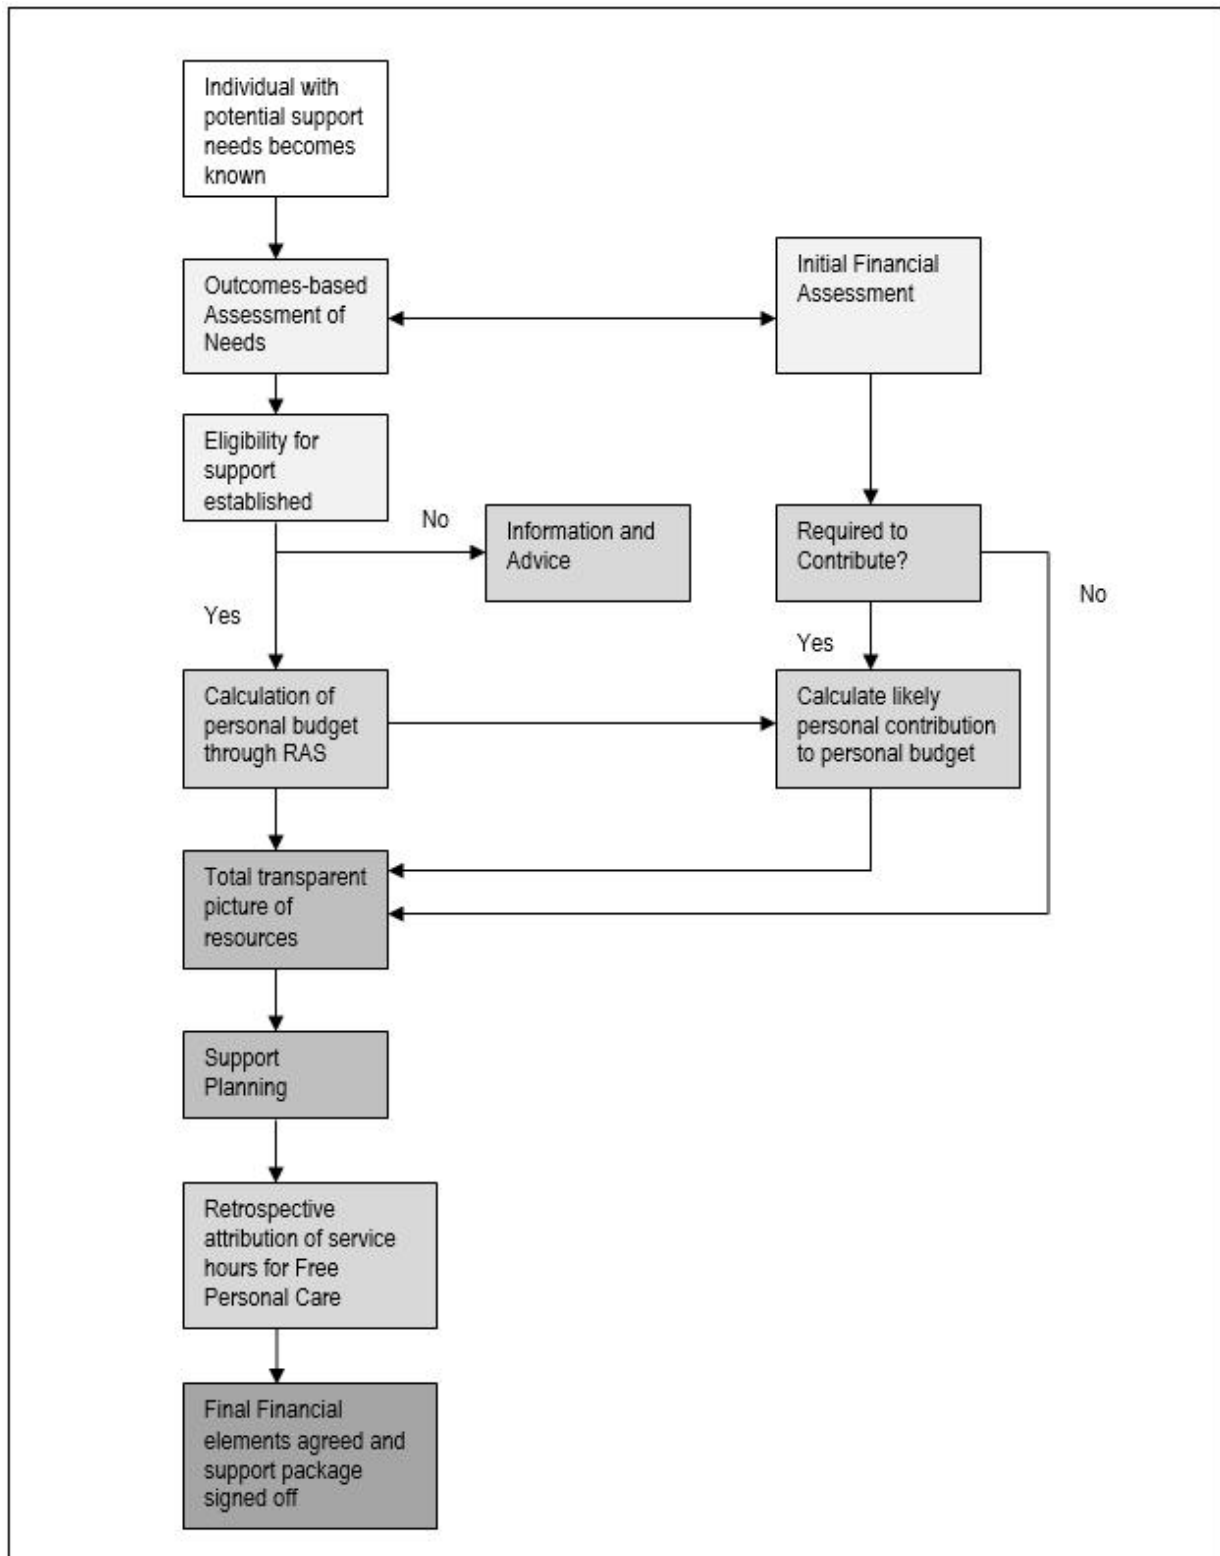 Individual with
potential support
needs becomes
known
Outcomes-based
Assessment of
Needs
Initial Financial
Assessment
Eligibility for
support
established
No
Information and
Advice
Required to
Contribute?
No
Yes
Yes
Calculation of
personal budget
through RAS
Calculate likely
personal contribution
to personal budget
Total transparent
picture of
resources
Support
Planning
Retrospective
attribution of service
hours for Free
Personal Care
Final Financial
elements agreed and
support package
signed off